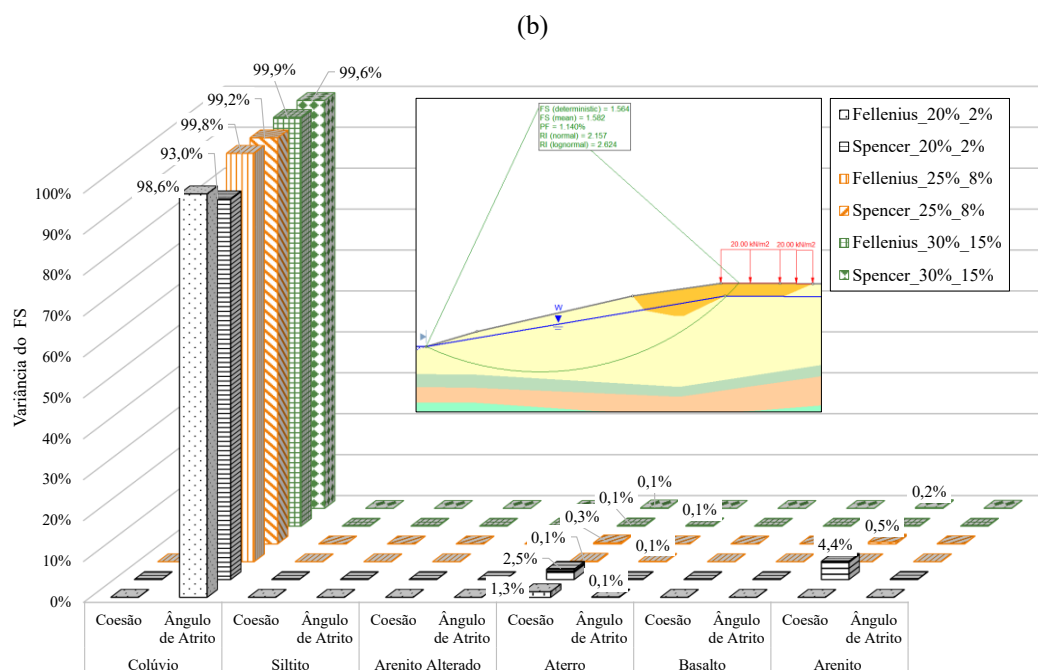 (b)
99,9%
99,6%
99,2%
99,8%
93,0%
98,6%
FS (deterministic) = 1.564
FS (mean) = 1.582
PF = 1.140%
RI (normal) = 2.157
RI (lognormal) = 2.624
20.00 kN/m2
20.00 kN/m2
W
Fellenius_20%_2%
Spencer_20%_2%
Fellenius_25%_8%
Spencer_25%_8%
Fellenius_30%_15%
Spencer_30%_15%
Variância do FS
100%
90%
80%
70%
60%
50%
40%
30%
20%
10%
0%
0,1%
0,2%
0,1%
0,1%
0,3%
0,5%
0,1%
0,1%
4,4%
2,5%
0,1%
1,3%
Coesão
Ângulo de Atrito
Coesão
Ângulo de Atrito
Coesão
Ângulo de Atrito
Coesão
Ângulo de Atrito
Coesão
Ângulo de Atrito
Coesão
Ângulo de Atrito
Colúvio
Siltito
Arenito Alterado
Aterro
Basalto
Arenito